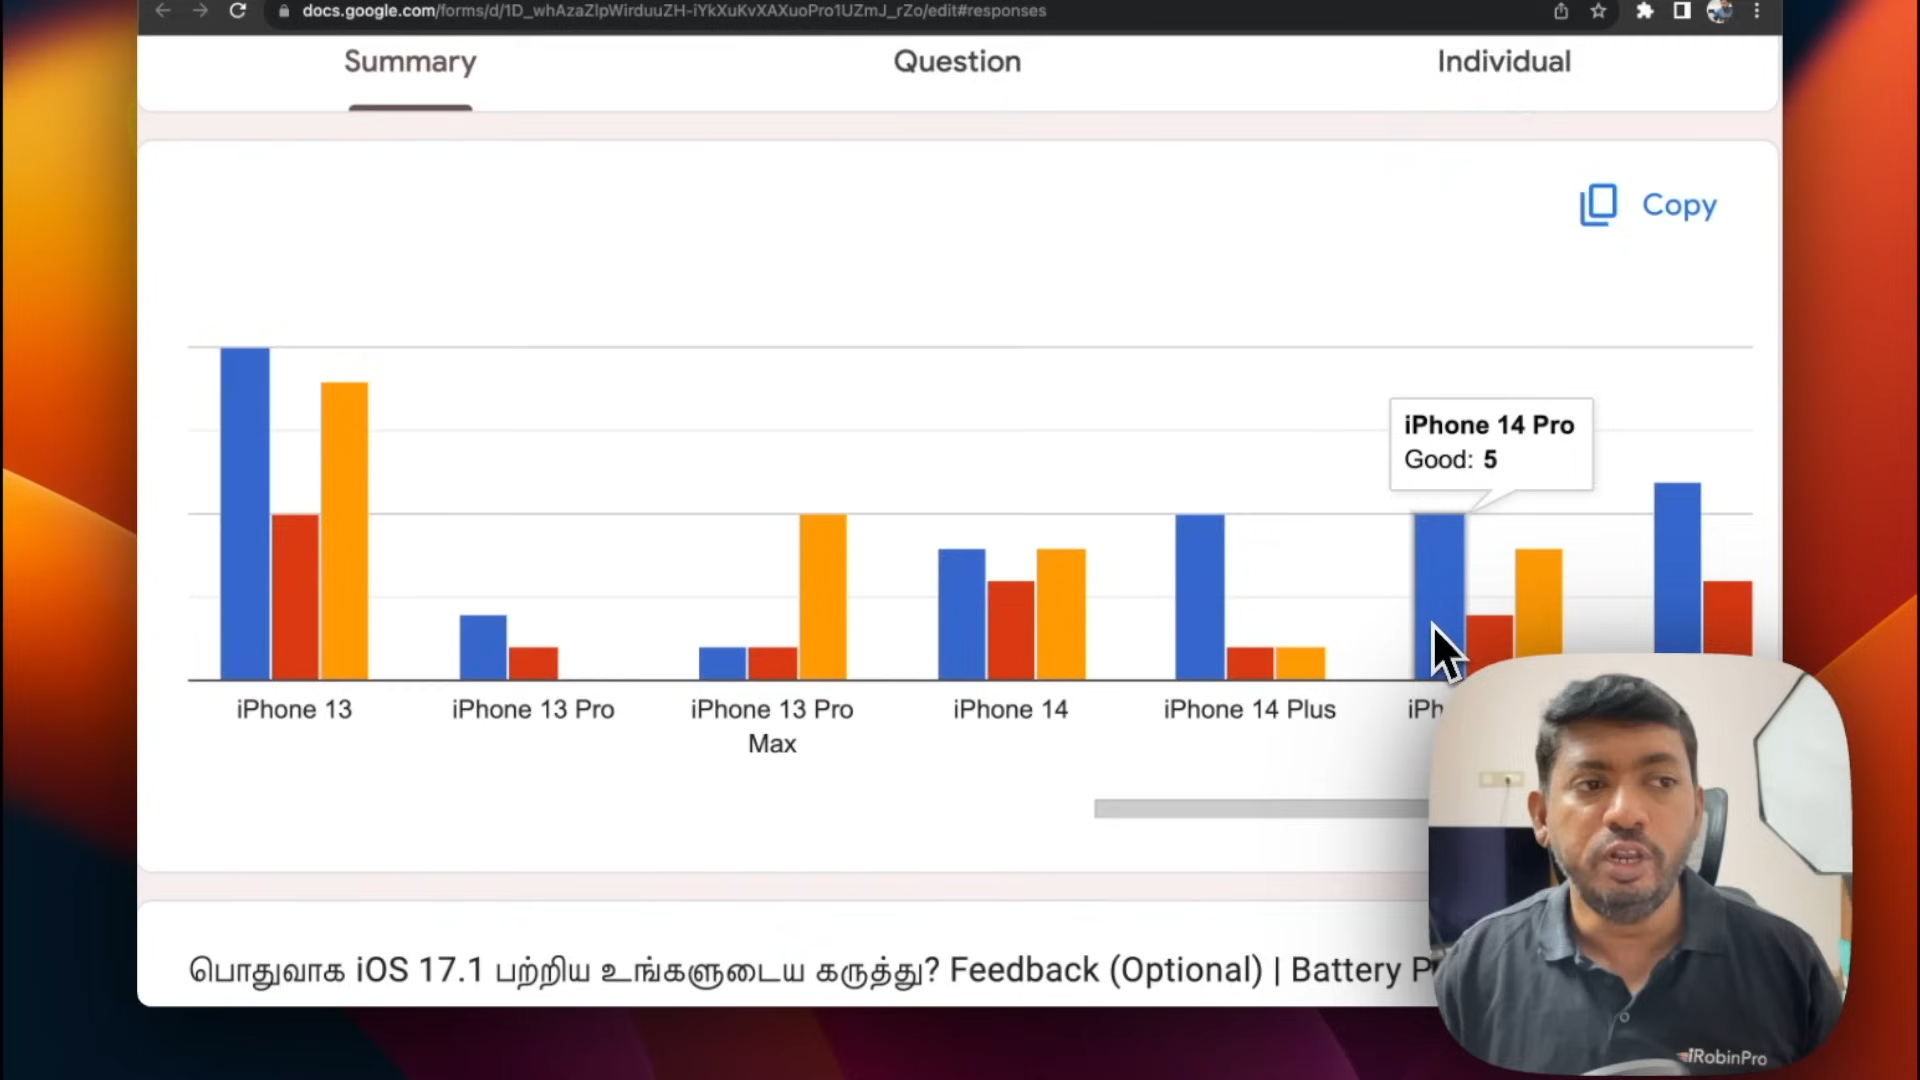 docs.google.com/forms/d/1D_whAzaZIpWirduuZH-iYkXuKvXAXuoPro1UZmJ_rZo/edit#responses
Summary Question Individual
Copy
iPhone 14 Pro
Good: 5
iPhone 13 iPhone 13 Pro iPhone 13 Pro Max iPhone 14 iPhone 14 Plus
பொதுவாக iOS 17.1 பற்றிய உங்களுடைய கருத்து? Feedback (Optional) | Battery
iRobinPro